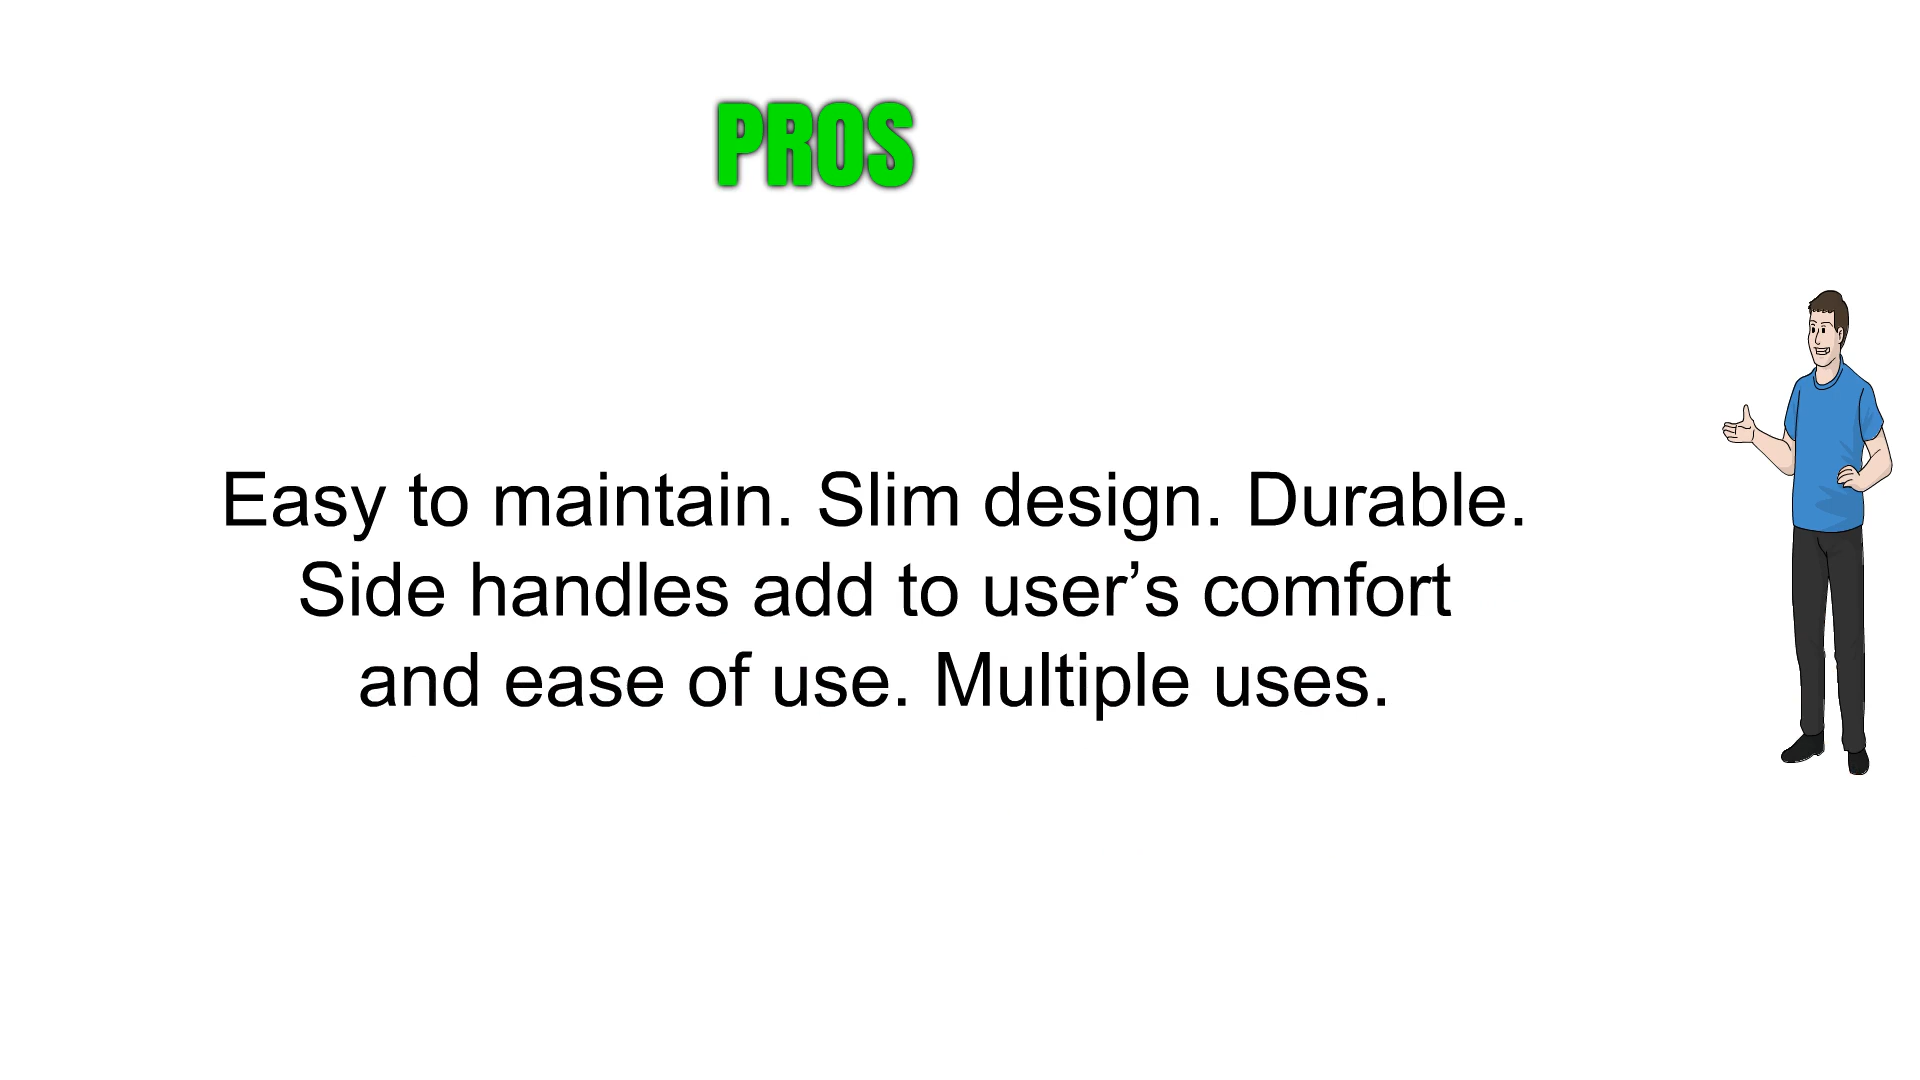 PROS
Easy to maintain. Slim design. Durable.
Side handles add to user’s comfort
and ease of use. Multiple uses.